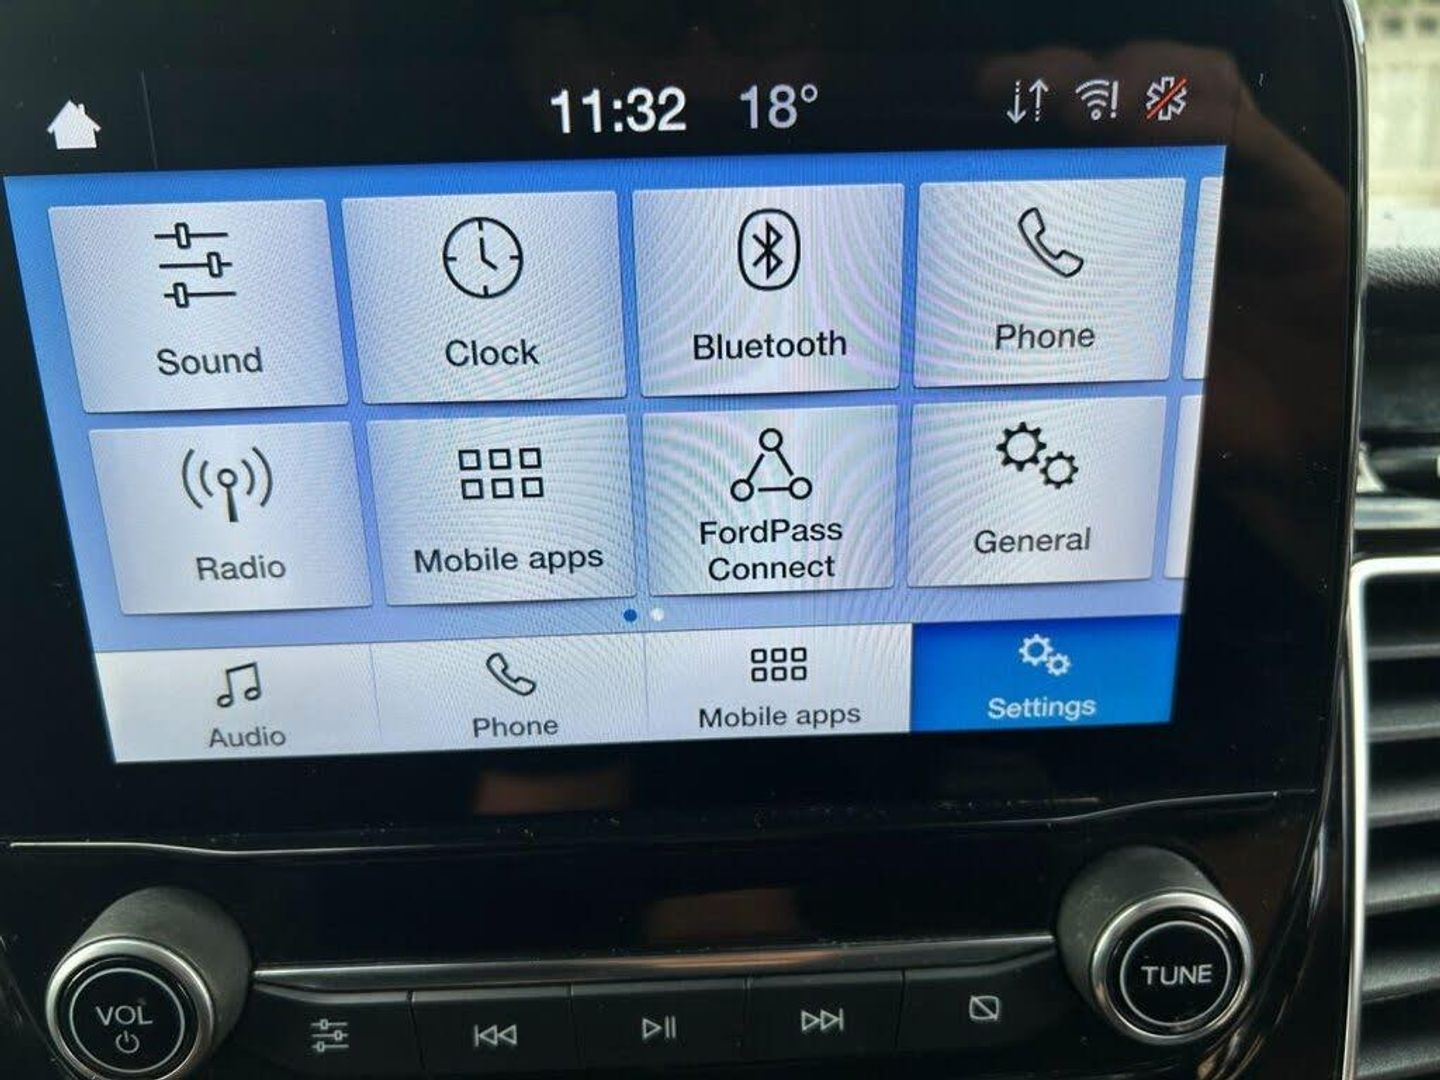 11:32 18°
Sound
Clock
Bluetooth
Phone
Radio
Mobile apps
FordPass
Connect
General
Audio
Phone
Mobile apps
Settings
VOL
TUNE